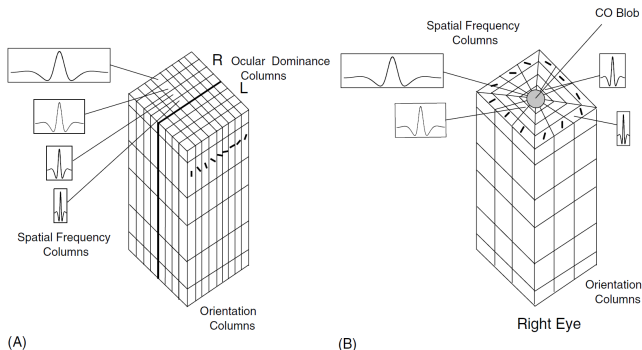 R Ocular Dominance
Columns
L
Spatial Frequency
Columns
Orientation
Columns
(A)
CO Blob
Spatial Frequency
Columns
Orientation
Columns
Right Eye
(B)